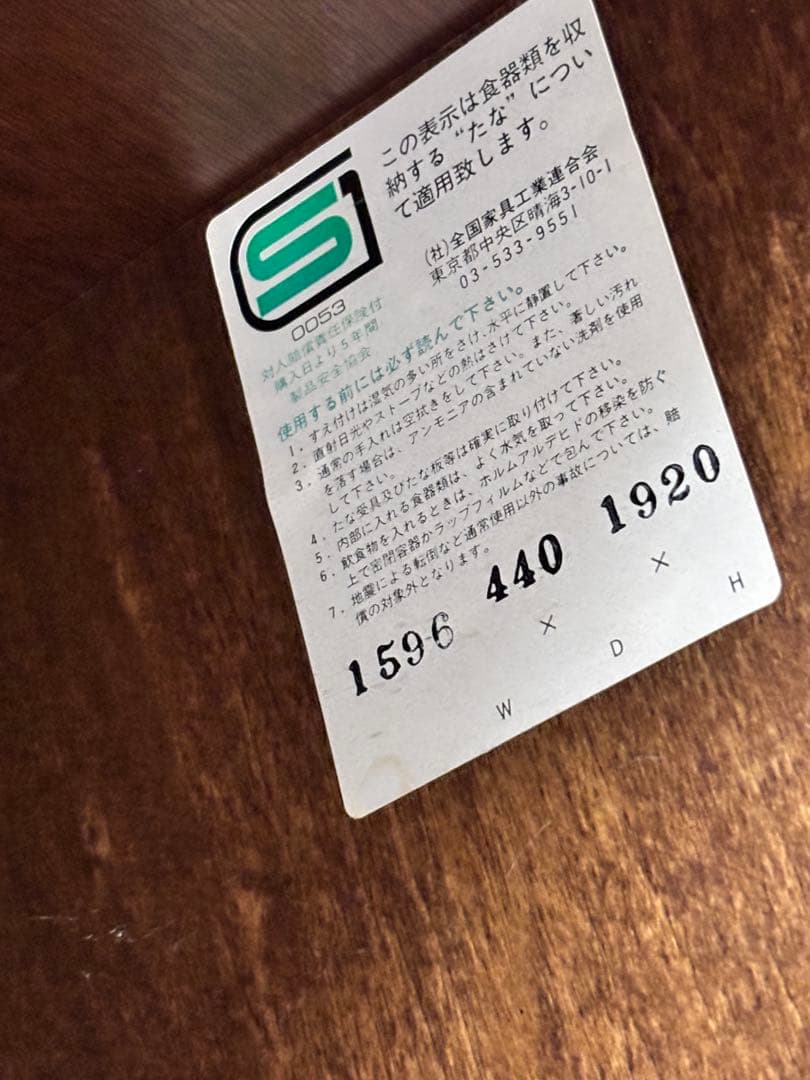 この表示は食器類を収
納する“たな”につい
て適用致します。
(社)全国家具工業連合会
東京都中央区晴海3-10-1
03-533-9551
S
0053
対人賠償責任保険付
購入日より5年間
製品安全協会
使用する前には必ず読んで下さい。
1. すえ付けは湿気の多い所をさけ、水平に静置して下さい。
2. 直射日光やストーブなどの熱はさけて下さい。
3. 通常の手入れは空拭きをして下さい。また、著しい汚れ
を落す場合は、アンモニアの含まれていない洗剤を使用
して下さい。
4. たな受具及びたな板等は確実に取り付けて下さい。
5. 内部に入れる食器類は、よく水気を取って下さい。
6. 飲食物を入れるときは、ホルムアルデヒドの移染を防ぐ
上で密閉容器かラップフィルムなどで包んで下さい。
7. 地震による転倒など通常使用以外の事故については、賠
償の対象外となります。
1596 440 1920
× ×
W D H